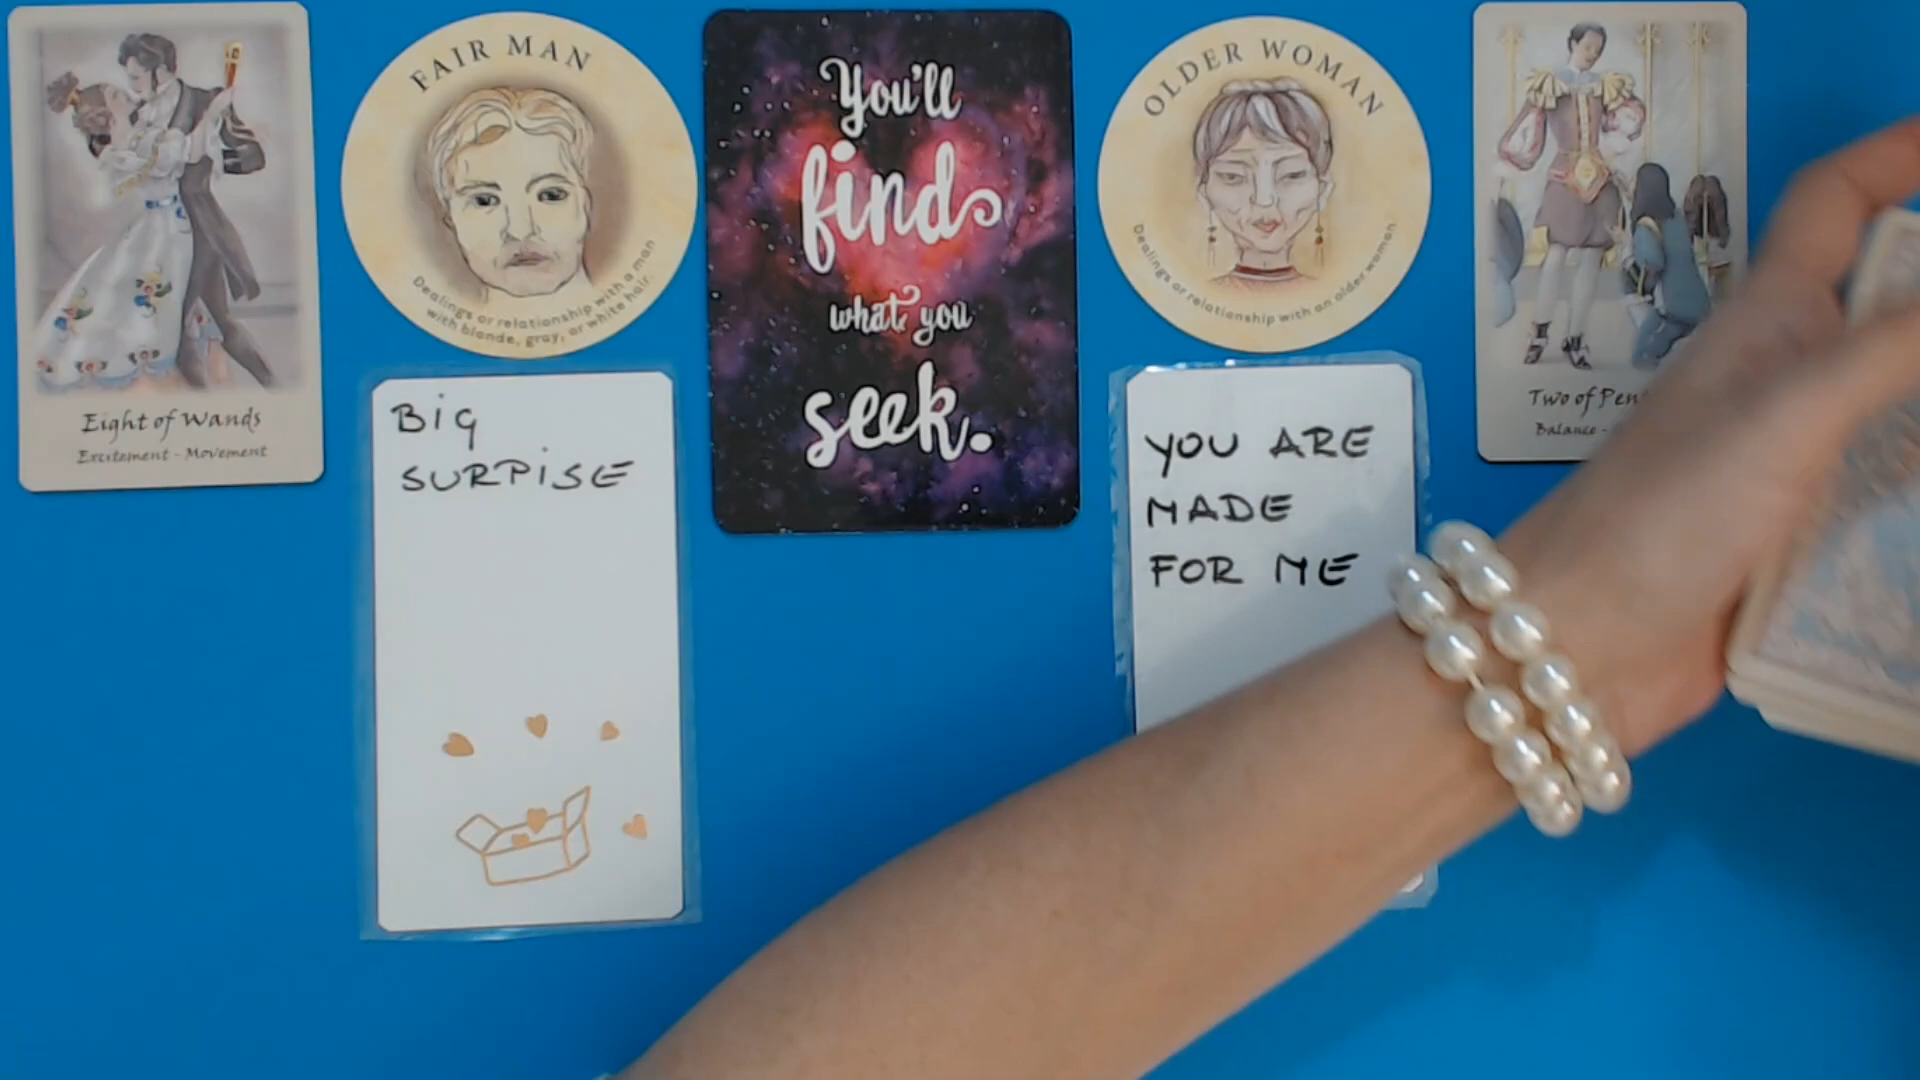 Eight of Wands
Excitement - Movement
FAIR MAN
Dealings or relationship with a man
with blonde, gray, or white hair.
BiG
SURPiSE
You'll
find
what you
seek.
OLDER WOMAN
Dealings or relationship with an older woman
YOU ARE
MADE
FOR ME
Two of
Balance -